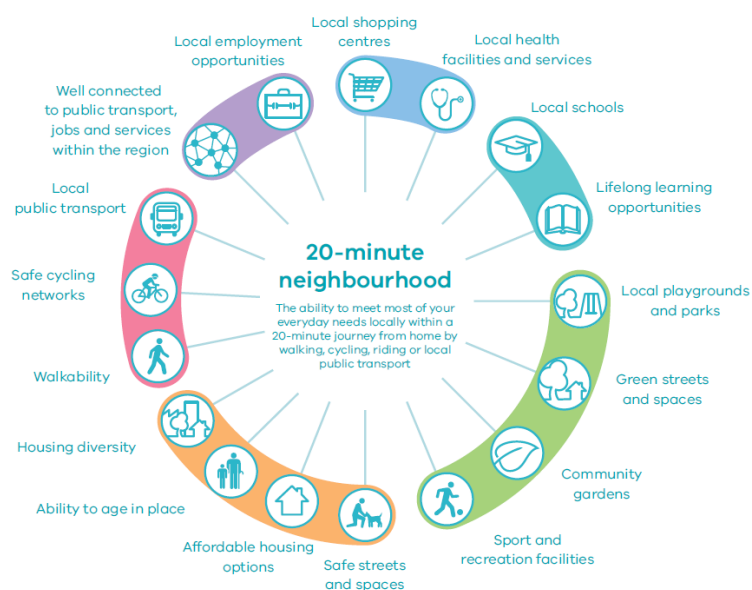 Local shopping
centres
Local health
facilities and services
Local schools
Lifelong learning
opportunities
Local playgrounds
and parks
Green streets
and spaces
Community
gardens
Sport and
recreation facilities
Safe streets
and spaces
Affordable housing
options
Ability to age in place
Housing diversity
Walkability
Safe cycling
networks
Local
public transport
Well connected
to public transport,
jobs and services
within the region
Local employment
opportunities
20-minute
neighbourhood
The ability to meet most of your
everyday needs locally within a
20-minute journey from home by
walking, cycling, riding or local
public transport